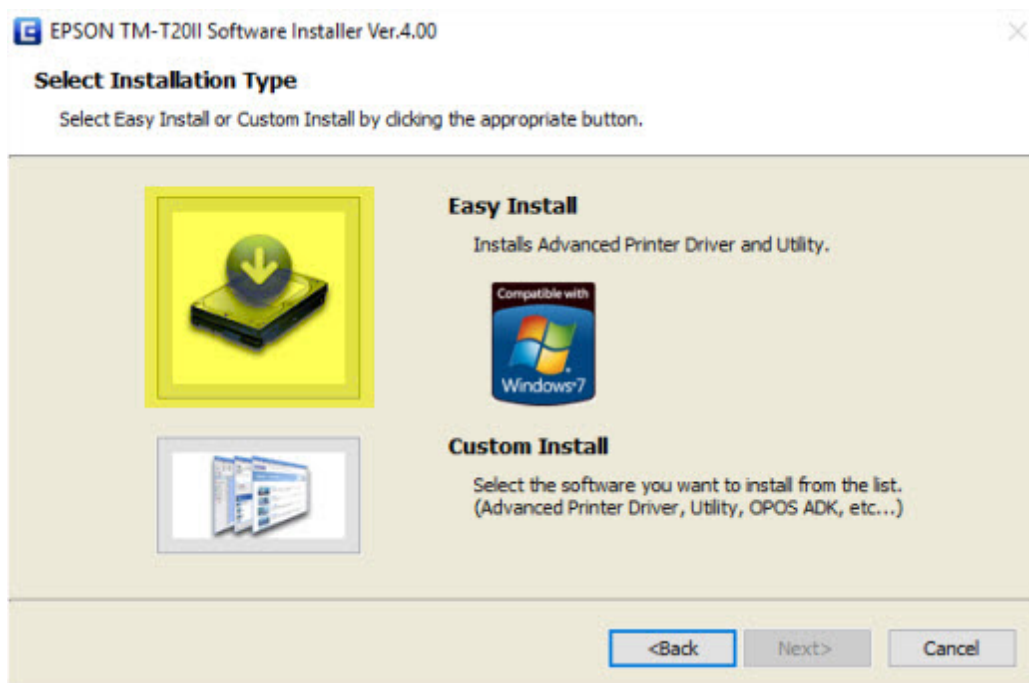 EPSON TM-T20II Software Installer Ver.4.00
Select Installation Type
Select Easy Install or Custom Install by clicking the appropriate button.
Easy Install
Installs Advanced Printer Driver and Utility.
Compatible with
Windows 7
Custom Install
Select the software you want to install from the list.
(Advanced Printer Driver, Utility, OPOS ADK, etc...)
<Back
Next>
Cancel